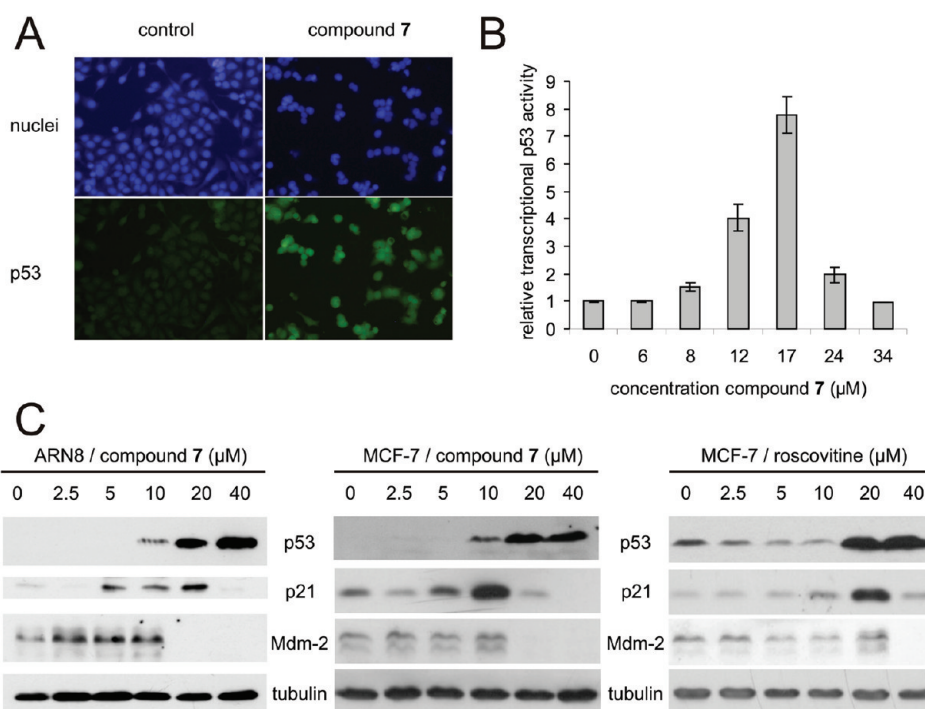 A
control
compound 7
nuclei
p53
B
relative transcriptional p53 activity
9
8
7
6
5
4
3
2
1
0
0 6 8 12 17 24 34
concentration compound 7 (µM)
C
ARN8 / compound 7 (µM)
0 2.5 5 10 20 40
MCF-7 / compound 7 (µM)
0 2.5 5 10 20 40
MCF-7 / roscovitine (µM)
0 2.5 5 10 20 40
p53
p53
p21
p21
Mdm-2
Mdm-2
tubulin
tubulin